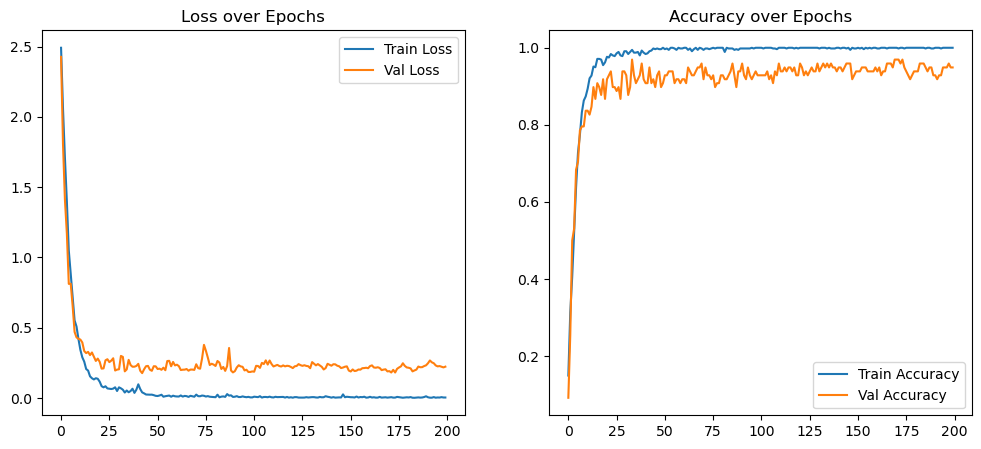 Loss over Epochs
2.5
2.0
1.5
1.0
0.5
0.0
0 25 50 75 100 125 150 175 200
Train Loss
Val Loss
Accuracy over Epochs
1.0
0.8
0.6
0.4
0.2
0 25 50 75 100 125 150 175 200
Train Accuracy
Val Accuracy